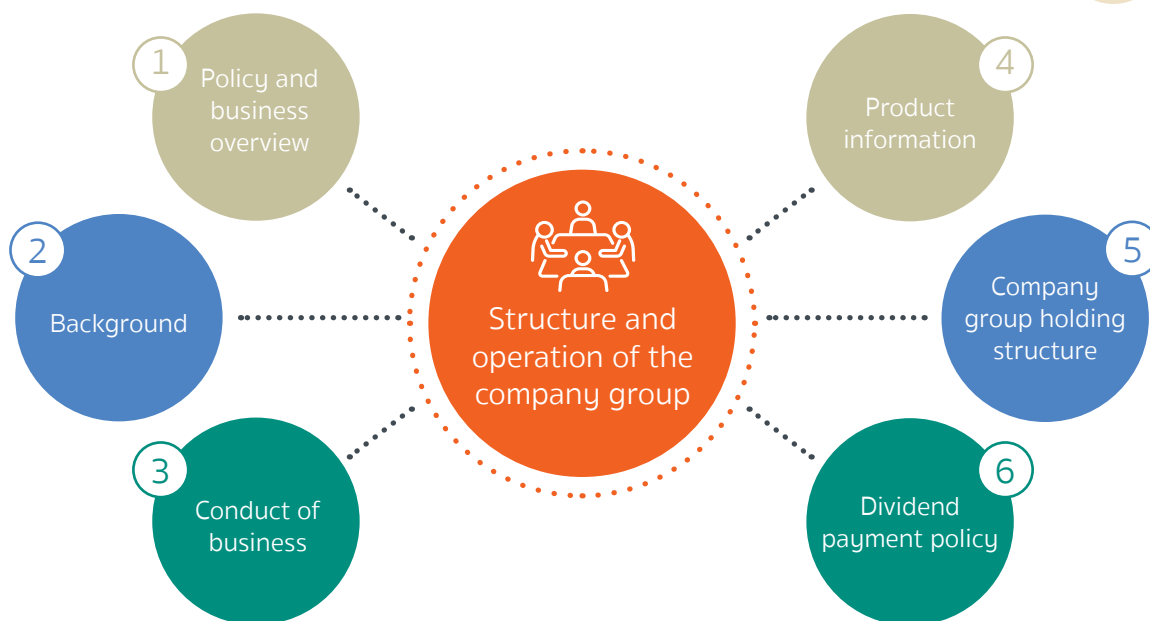 1
Policy and
business
overview
2
Background
3
Conduct of
business
Structure and
operation of the
company group
4
Product
information
5
Company
group holding
structure
6
Dividend
payment policy